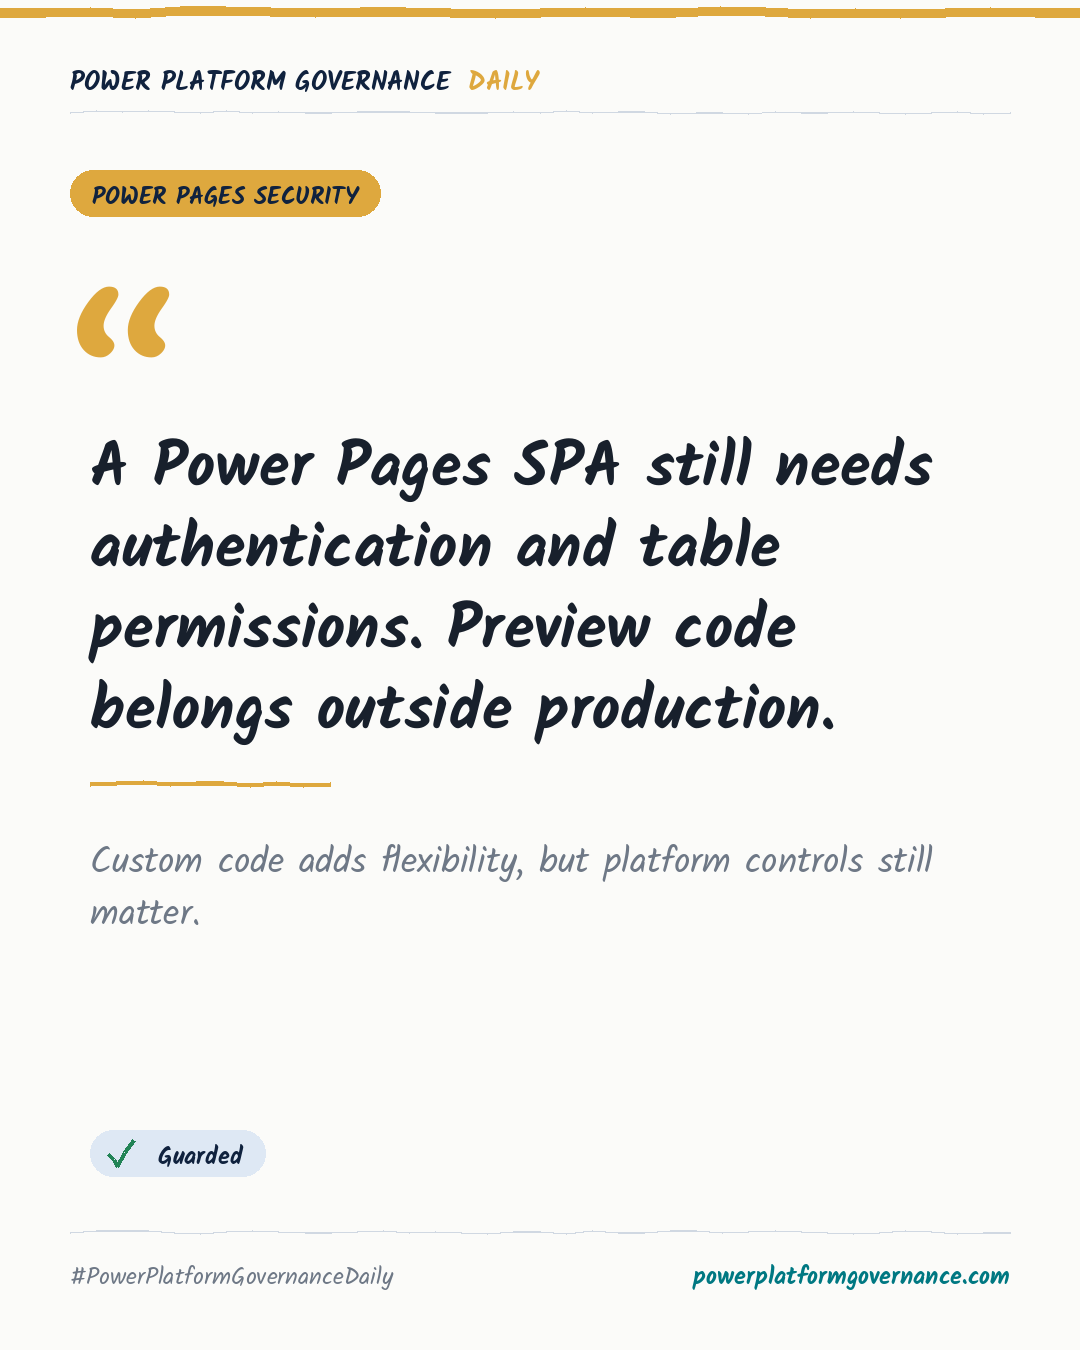 POWER PLATFORM GOVERNANCE DAILY
POWER PAGES SECURITY
“
A Power Pages SPA still needs
authentication and table
permissions. Preview code
belongs outside production.
Custom code adds flexibility, but platform controls still
matter.
✓ Guarded
#PowerPlatformGovernanceDaily
powerplatformgovernance.com